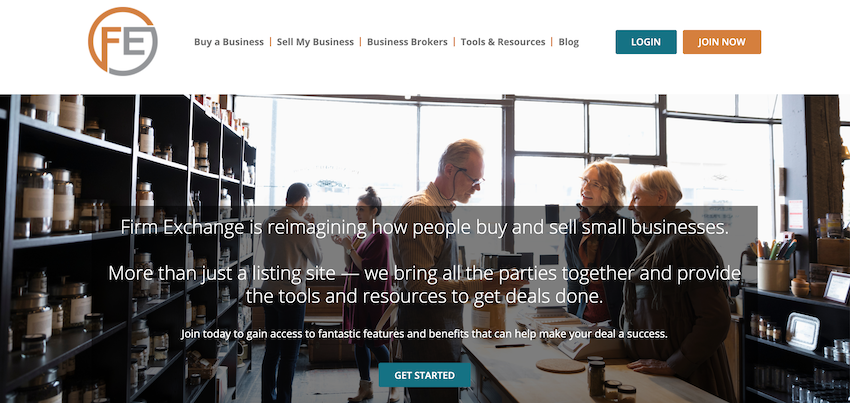 FE
Buy a Business | Sell My Business | Business Brokers | Tools & Resources | Blog
LOGIN
JOIN NOW
Firm Exchange is reimagining how people buy and sell small businesses.
More than just a listing site — we bring all the parties together and provide
the tools and resources to get deals done.
Join today to gain access to fantastic features and benefits that can help make your deal a success.
GET STARTED